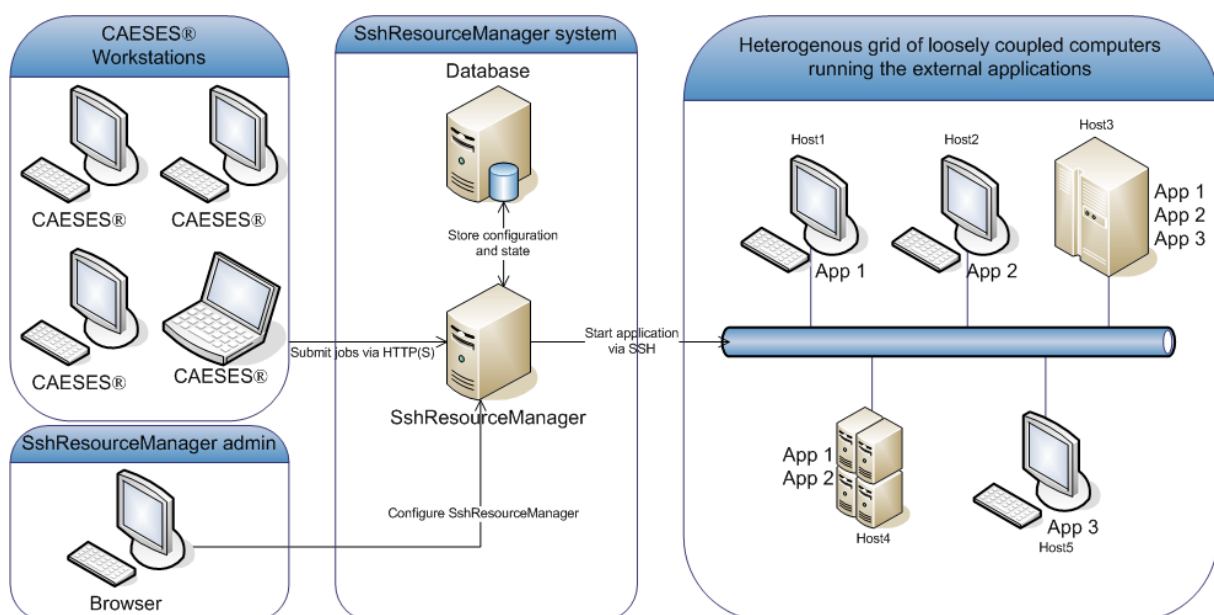 CAESES®
Workstations
CAESES®
CAESES®
CAESES®
CAESES®
SshResourceManager admin
Browser
SshResourceManager system
Database
Store configuration
and state
Submit jobs via HTTP(S)
SshResourceManager
Configure SshResourceManager
Start application
via SSH
Heterogenous grid of loosely coupled computers
running the external applications
Host1
App 1
Host2
App 2
Host3
App 1
App 2
App 3
App 1
App 2
Host4
App 3
Host5